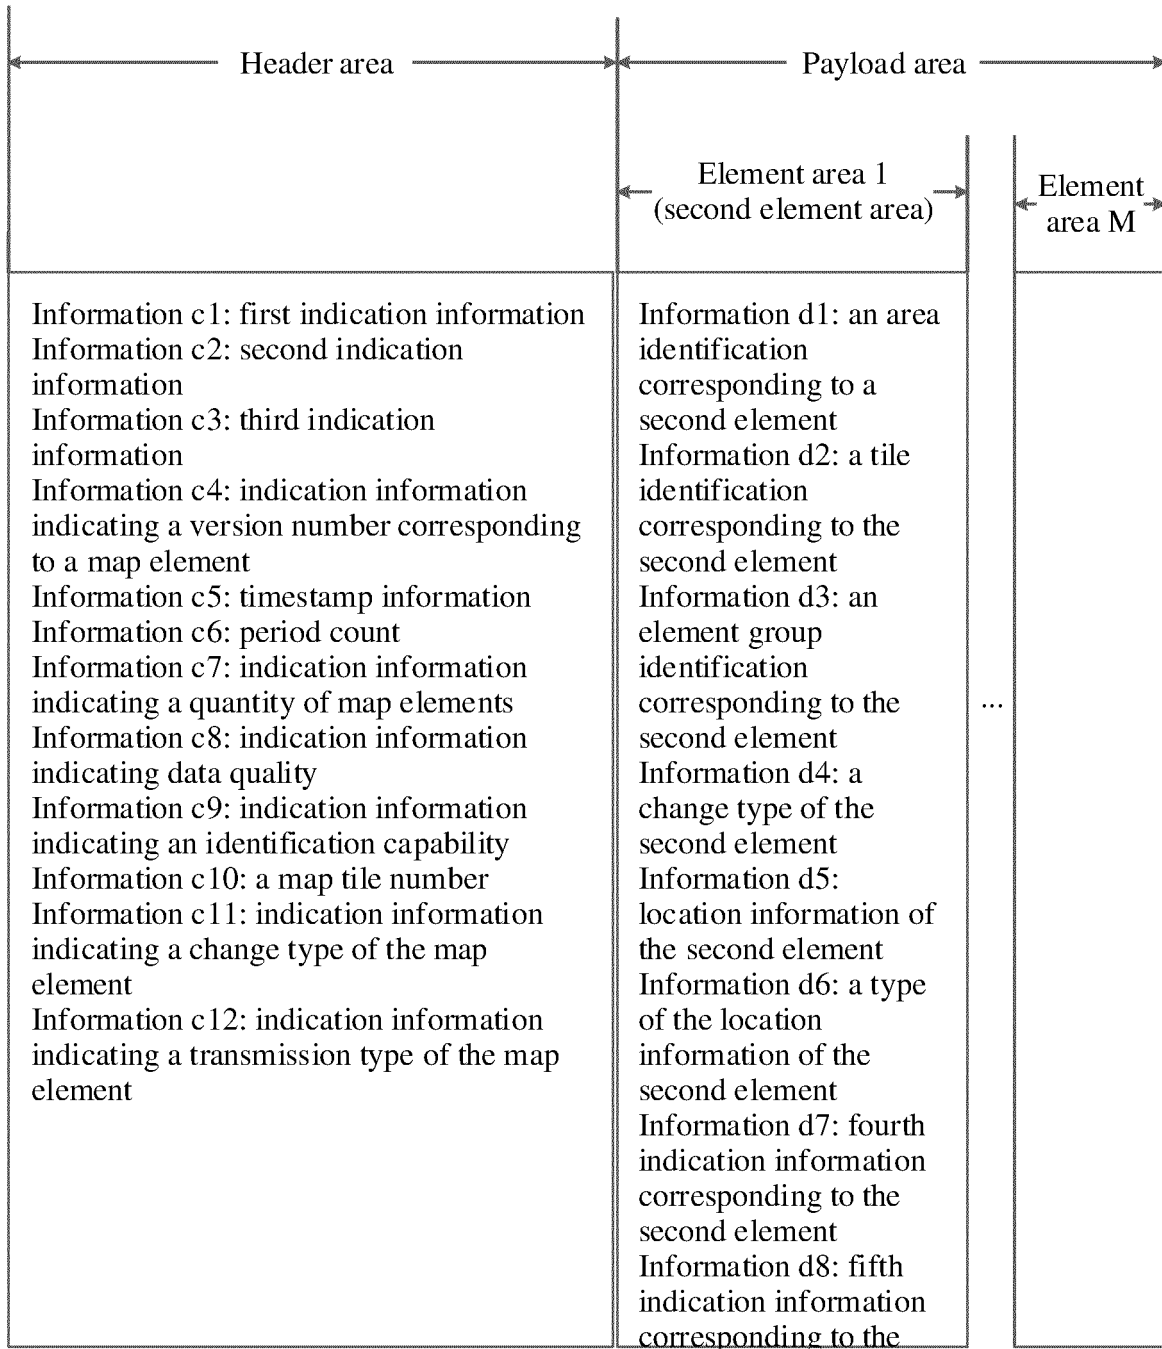 Header area
Payload area
Element area 1
(second element area)
Element
area M
Information c1: first indication information
Information c2: second indication
information
Information c3: third indication
information
Information c4: indication information
indicating a version number corresponding
to a map element
Information c5: timestamp information
Information c6: period count
Information c7: indication information
indicating a quantity of map elements
Information c8: indication information
indicating data quality
Information c9: indication information
indicating an identification capability
Information c10: a map tile number
Information c11: indication information
indicating a change type of the map
element
Information c12: indication information
indicating a transmission type of the map
element
Information d1: an area
identification
corresponding to a
second element
Information d2: a tile
identification
corresponding to the
second element
Information d3: an
element group
identification
corresponding to the
second element
Information d4: a
change type of the
second element
Information d5:
location information of
the second element
Information d6: a type
of the location
information of the
second element
Information d7: fourth
indication information
corresponding to the
second element
Information d8: fifth
indication information
corresponding to the
...